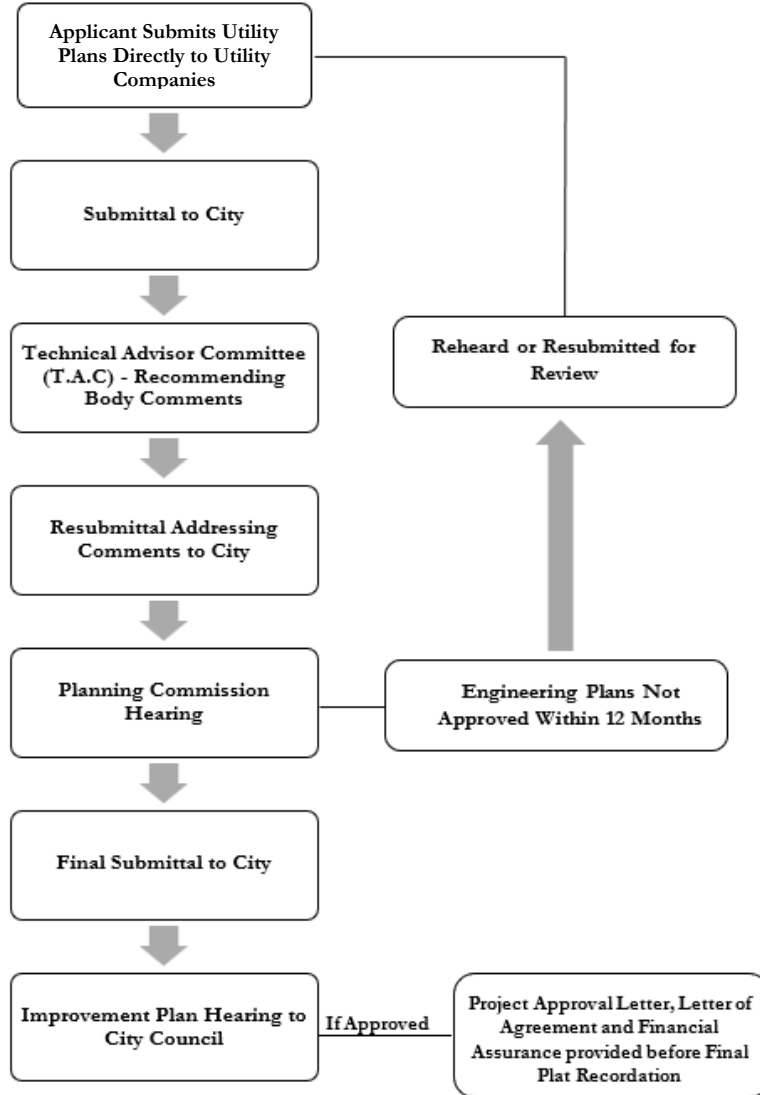 Applicant Submits Utility
Plans Directly to Utility
Companies
Submittal to City
Technical Advisor Committee
(T.A.C) - Recommending
Body Comments
Reheard or Resubmitted for
Review
Resubmittal Addressing
Comments to City
Planning Commission
Hearing
Engineering Plans Not
Approved Within 12 Months
Final Submittal to City
Improvement Plan Hearing to
City Council
If Approved
Project Approval Letter, Letter of
Agreement and Financial
Assurance provided before Final
Plat Recordation